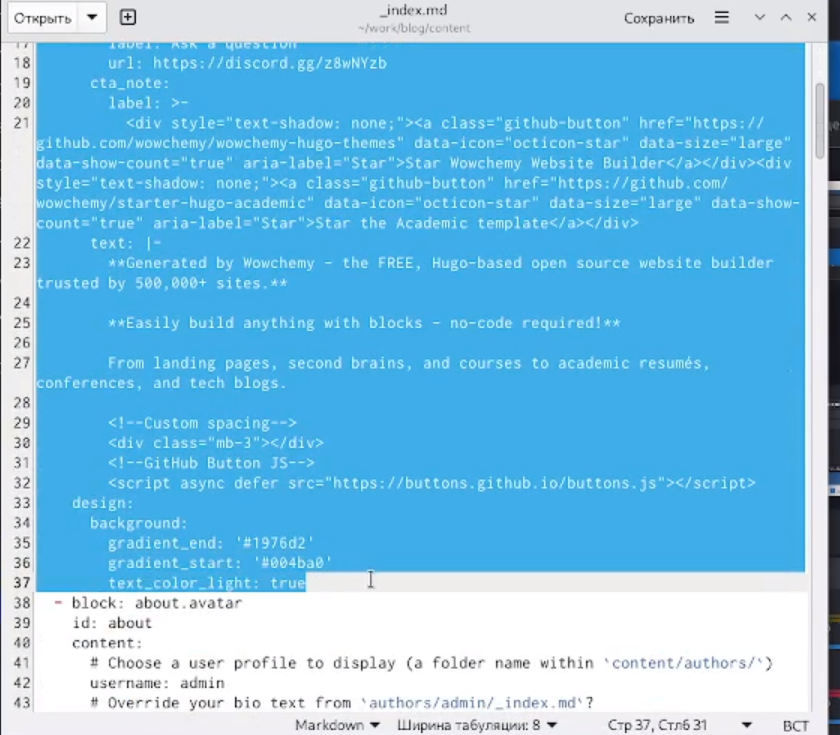 Открыть
_index.md
~/work/blog/content
Сохранить
17 label: Ask a question
18 url: https://discord.gg/z8wNYzb
19 cta_note:
20 label: >-
21 <div style="text-shadow: none;"><a class="github-button" href="https://
github.com/wowchemy/wowchemy-hugo-themes" data-icon="octicon-star" data-size="large"
data-show-count="true" aria-label="Star">Star Wowchemy Website Builder</a></div><div
style="text-shadow: none;"><a class="github-button" href="https://github.com/
wowchemy/starter-hugo-academic" data-icon="octicon-star" data-size="large" data-show-
count="true" aria-label="Star">Star the Academic template</a></div>
22 text: |-
23 **Generated by Wowchemy - the FREE, Hugo-based open source website builder
trusted by 500,000+ sites.**
24
25 **Easily build anything with blocks - no-code required!**
26
27 From landing pages, second brains, and courses to academic resumés,
conferences, and tech blogs.
28
29 <!--Custom spacing-->
30 <div class="mb-3"></div>
31 <!--GitHub Button JS-->
32 <script async defer src="https://buttons.github.io/buttons.js"></script>
33 design:
34 background:
35 gradient_end: '#1976d2'
36 gradient_start: '#004ba0'
37 text_color_light: true
38 - block: about.avatar
39 id: about
40 content:
41 # Choose a user profile to display (a folder name within `content/authors/`)
42 username: admin
43 # Override your bio text from `authors/admin/_index.md`?
Markdown Ширина табуляции: 8 Стр 37, Стлб 31 ВСТ